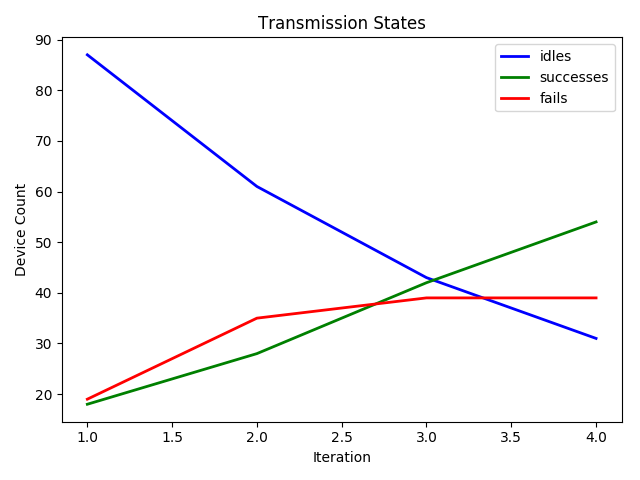 Transmission States
90
80
70
60
50
40
30
20
Device Count
idles
successes
fails
1.0 1.5 2.0 2.5 3.0 3.5 4.0
Iteration